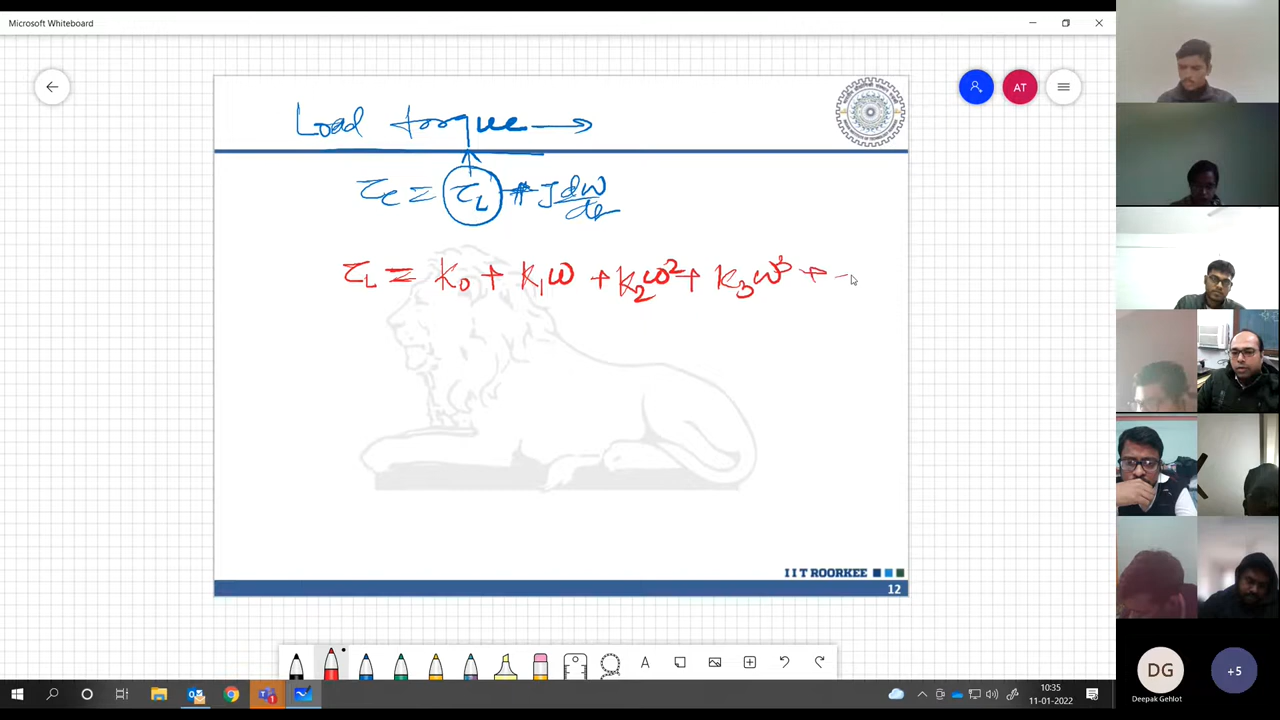 Microsoft Whiteboard
AT
Load torque →
τe = τL + J dω/dt
τL = K0 + K1ω + K2ω² + K3ω³ + -
IIT ROORKEE
12
DG
+5
Deepak Gehlot
A
10:35
11-01-2022